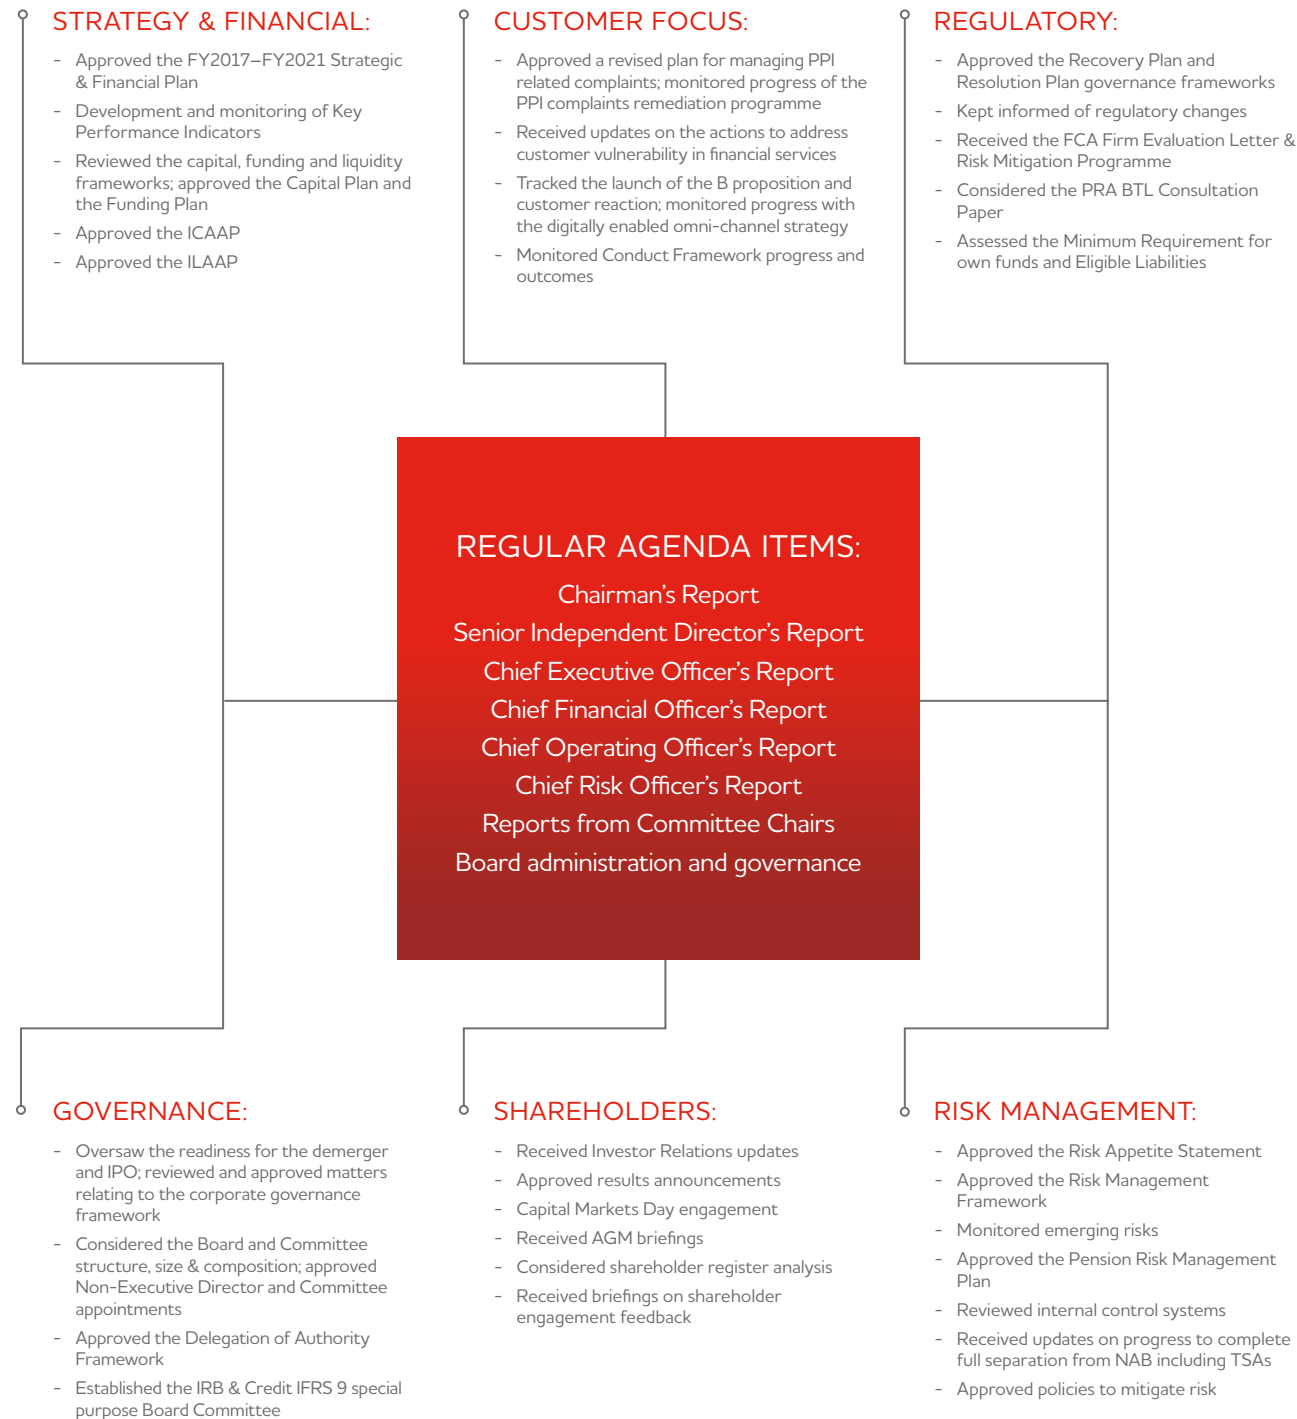 STRATEGY & FINANCIAL:
- Approved the FY2017–FY2021 Strategic
& Financial Plan
- Development and monitoring of Key
Performance Indicators
- Reviewed the capital, funding and liquidity
frameworks; approved the Capital Plan and
the Funding Plan
- Approved the ICAAP
- Approved the ILAAP
CUSTOMER FOCUS:
- Approved a revised plan for managing PPI
related complaints; monitored progress of the
PPI complaints remediation programme
- Received updates on the actions to address
customer vulnerability in financial services
- Tracked the launch of the B proposition and
customer reaction; monitored progress with
the digitally enabled omni-channel strategy
- Monitored Conduct Framework progress and
outcomes
REGULATORY:
- Approved the Recovery Plan and
Resolution Plan governance frameworks
- Kept informed of regulatory changes
- Received the FCA Firm Evaluation Letter &
Risk Mitigation Programme
- Considered the PRA BTL Consultation
Paper
- Assessed the Minimum Requirement for
own funds and Eligible Liabilities
REGULAR AGENDA ITEMS:
Chairman's Report
Senior Independent Director's Report
Chief Executive Officer's Report
Chief Financial Officer's Report
Chief Operating Officer's Report
Chief Risk Officer's Report
Reports from Committee Chairs
Board administration and governance
GOVERNANCE:
- Oversaw the readiness for the demerger
and IPO; reviewed and approved matters
relating to the corporate governance
framework
- Considered the Board and Committee
structure, size & composition; approved
Non-Executive Director and Committee
appointments
- Approved the Delegation of Authority
Framework
- Established the IRB & Credit IFRS 9 special
purpose Board Committee
SHAREHOLDERS:
- Received Investor Relations updates
- Approved results announcements
- Capital Markets Day engagement
- Received AGM briefings
- Considered shareholder register analysis
- Received briefings on shareholder
engagement feedback
RISK MANAGEMENT:
- Approved the Risk Appetite Statement
- Approved the Risk Management
Framework
- Monitored emerging risks
- Approved the Pension Risk Management
Plan
- Reviewed internal control systems
- Received updates on progress to complete
full separation from NAB including TSAs
- Approved policies to mitigate risk